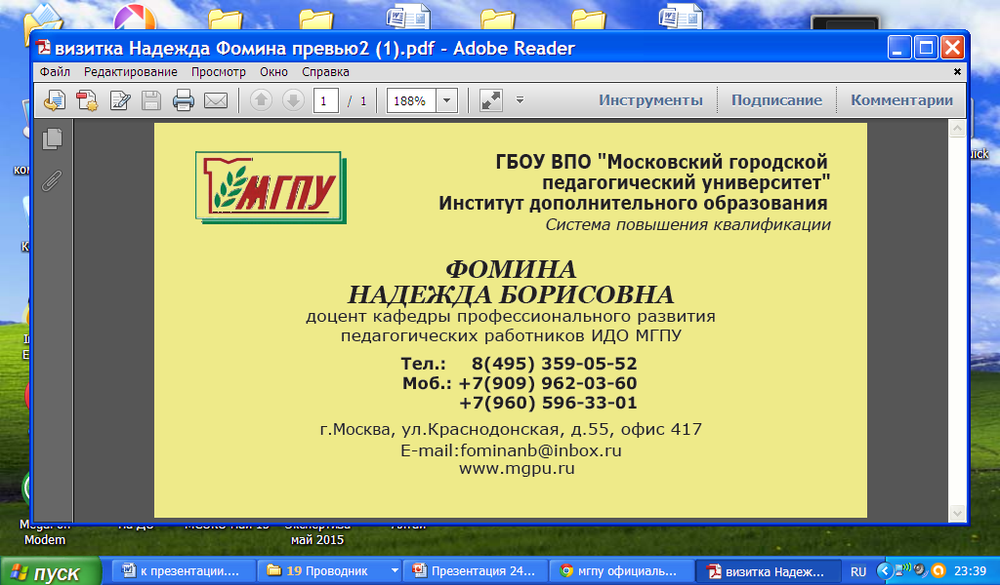 визитка Надежда Фомина превью2 (1).pdf - Adobe Reader
Файл Редактирование Просмотр Окно Справка
1 / 1 188% Инструменты Подписание Комментарии
МГПУ
ГБОУ ВПО "Московский городской
педагогический университет"
Институт дополнительного образования
Система повышения квалификации
ФОМИНА
НАДЕЖДА БОРИСОВНА
доцент кафедры профессионального развития
педагогических работников ИДО МГПУ
Тел.: 8(495) 359-05-52
Моб.: +7(909) 962-03-60
+7(960) 596-33-01
г.Москва, ул.Краснодонская, д.55, офис 417
E-mail:fominanb@inbox.ru
www.mgpu.ru
Modem
май 2015
пуск к презентации.... 19 Проводник Презентация 24... мгпу официаль... визитка Надеж... RU 23:39